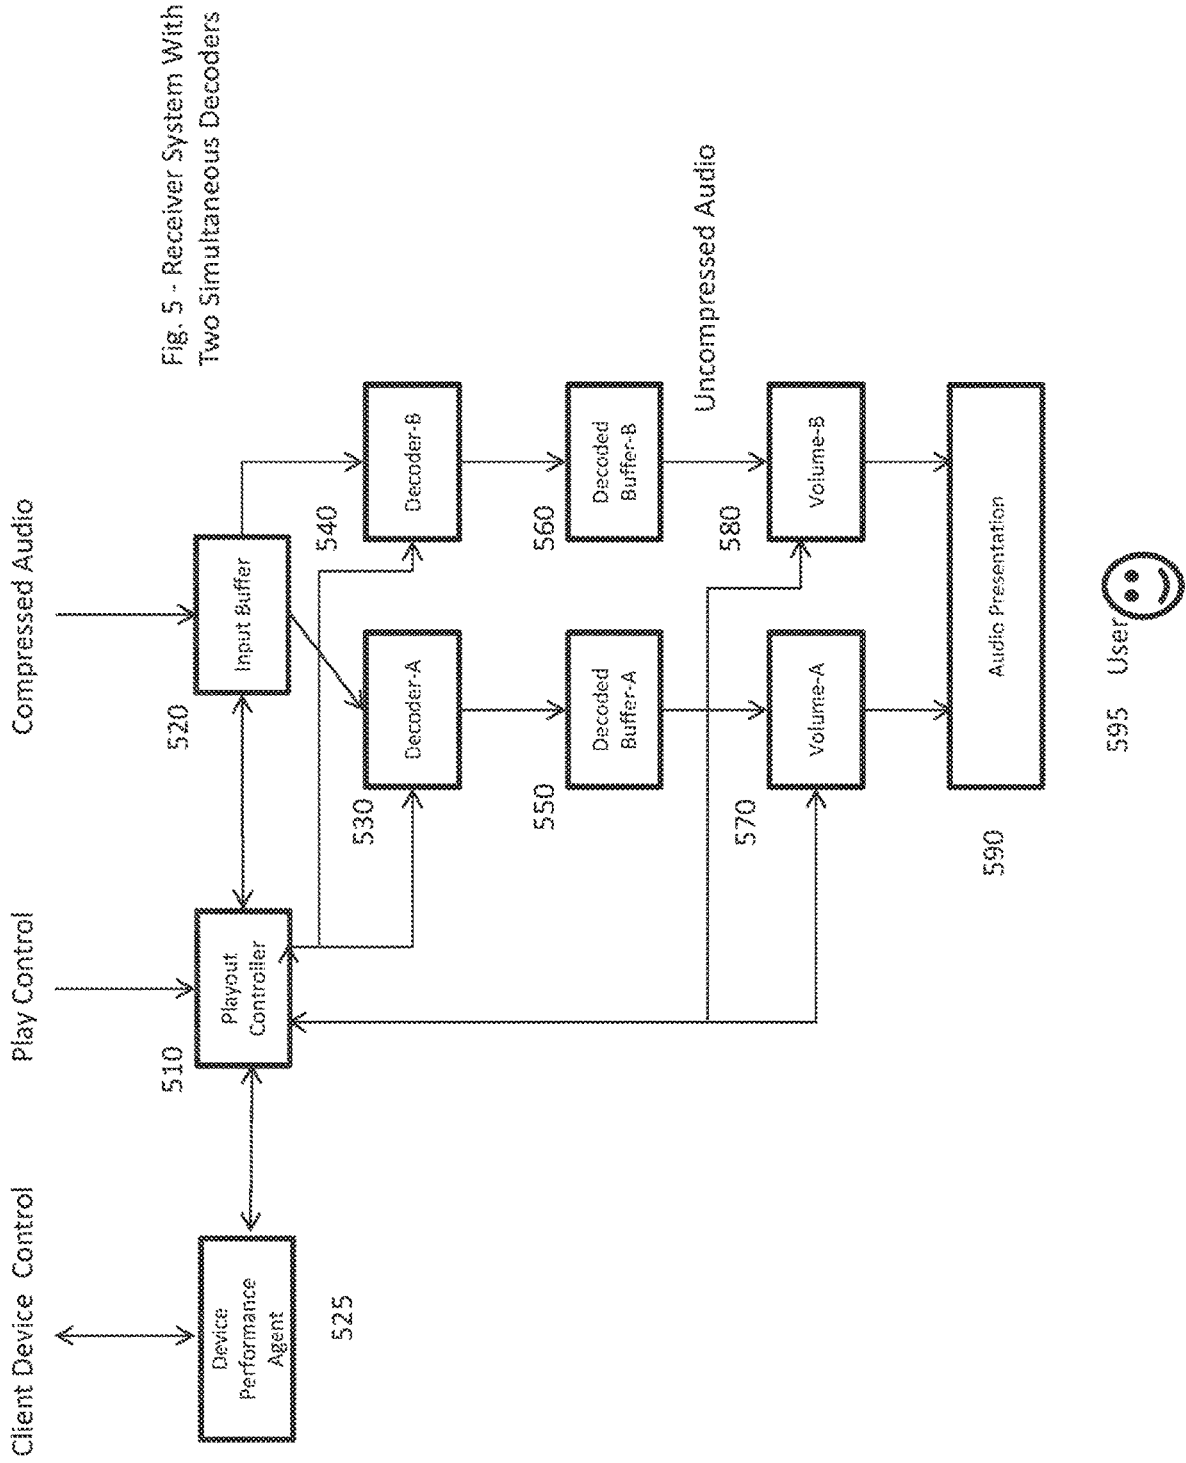 Fig. 5 - Receiver System With
Two Simultaneous Decoders
Client Device Control
Play Control
Compressed Audio
510
520
Device
Performance
Agent
Playout
Controller
Input Buffer
525
530
540
Decoder-A
Decoder-B
550
560
Decoded
Buffer-A
Decoded
Buffer-B
Uncompressed Audio
570
580
Volume-A
Volume-B
590
Audio Presentation
595 User